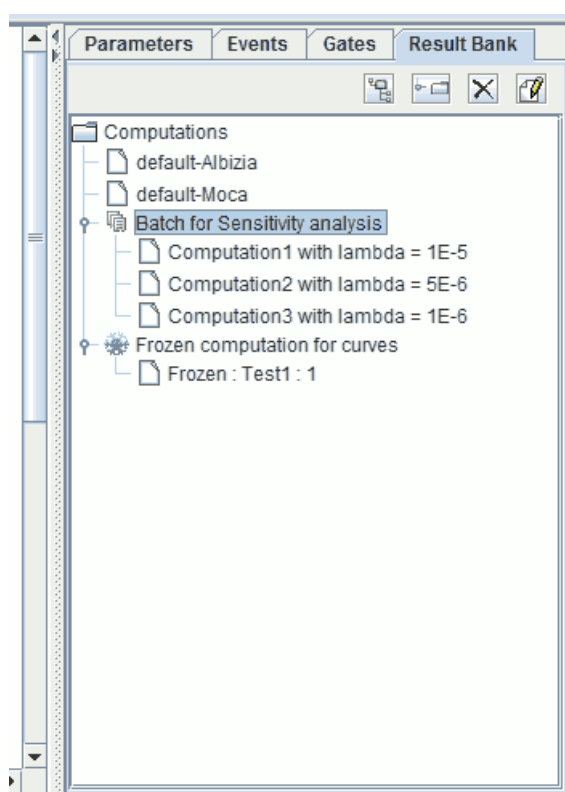 Parameters Events Gates Result Bank
Computations
default-Albizia
default-Moca
Batch for Sensitivity analysis
Computation1 with lambda = 1E-5
Computation2 with lambda = 5E-6
Computation3 with lambda = 1E-6
Frozen computation for curves
Frozen : Test1 : 1